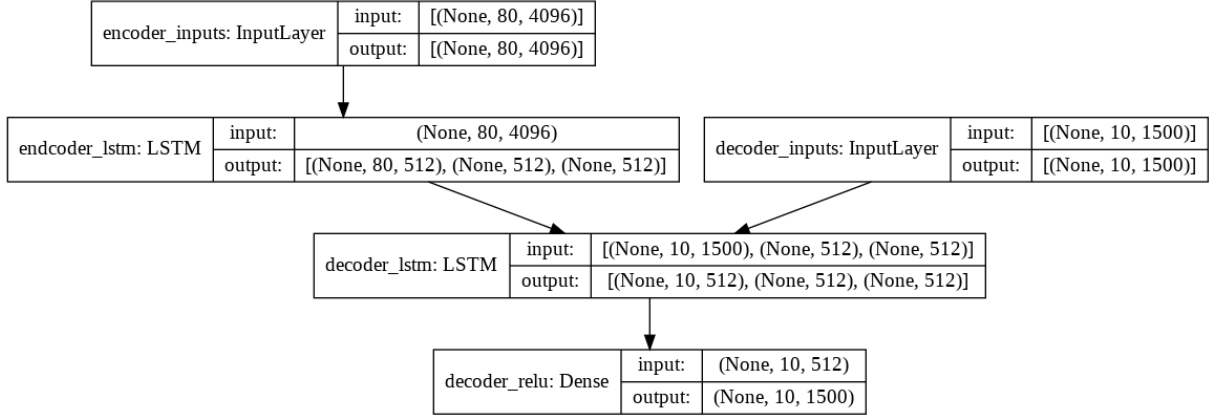 encoder_inputs: InputLayer
input: [(None, 80, 4096)]
output: [(None, 80, 4096)]
endcoder_lstm: LSTM
input: (None, 80, 4096)
output: [(None, 80, 512), (None, 512), (None, 512)]
decoder_inputs: InputLayer
input: [(None, 10, 1500)]
output: [(None, 10, 1500)]
decoder_lstm: LSTM
input: [(None, 10, 1500), (None, 512), (None, 512)]
output: [(None, 10, 512), (None, 512), (None, 512)]
decoder_relu: Dense
input: (None, 10, 512)
output: (None, 10, 1500)